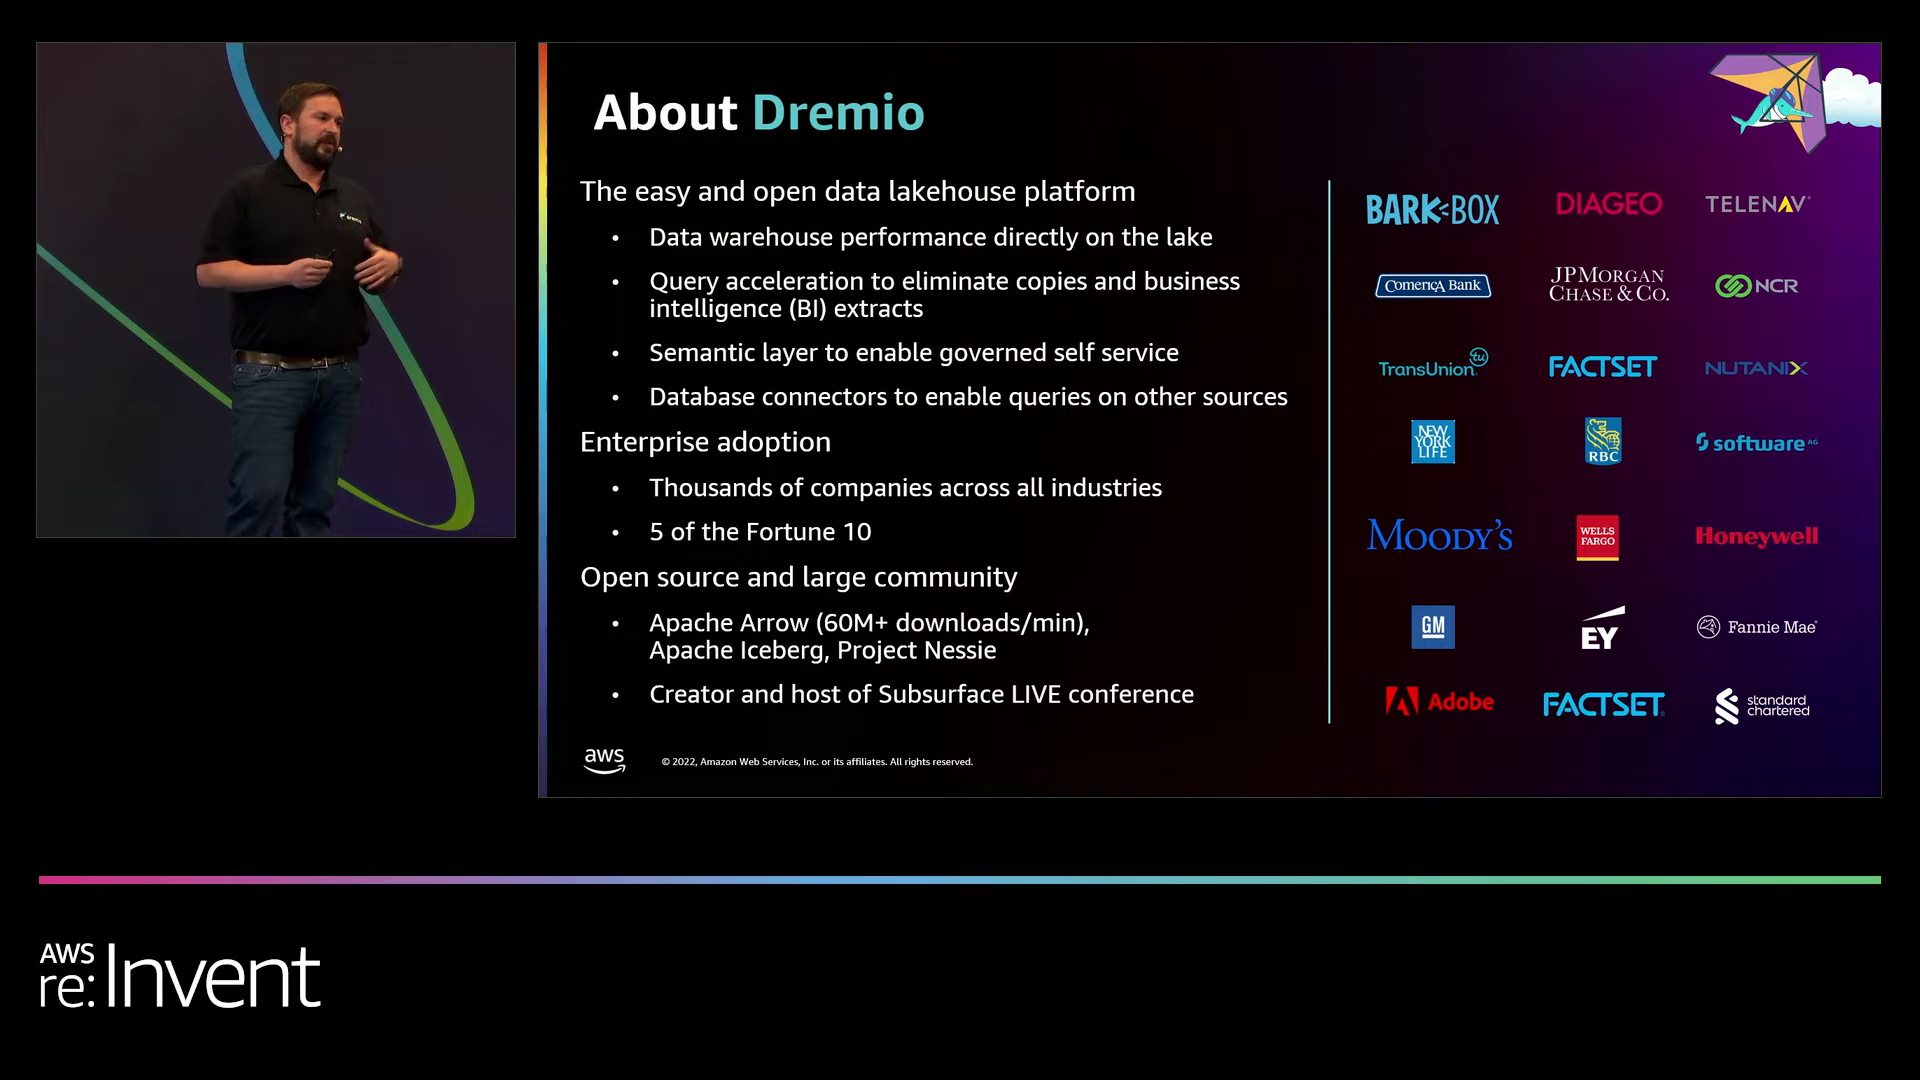 dremio
About Dremio
The easy and open data lakehouse platform
• Data warehouse performance directly on the lake
• Query acceleration to eliminate copies and business
intelligence (BI) extracts
• Semantic layer to enable governed self service
• Database connectors to enable queries on other sources
Enterprise adoption
• Thousands of companies across all industries
• 5 of the Fortune 10
Open source and large community
• Apache Arrow (60M+ downloads/min),
Apache Iceberg, Project Nessie
• Creator and host of Subsurface LIVE conference
BARK BOX
DIAGEO
TELENAV®
ComericA Bank
JPMORGAN
CHASE & CO.
NCR
TransUnion® tu
FACTSET
NUTANIX
NEW
YORK
LIFE
RBC
software AG
MOODY'S
WELLS
FARGO
Honeywell
GM
EY
Fannie Mae®
Adobe
FACTSET®
standard
chartered
aws
© 2022, Amazon Web Services, Inc. or its affiliates. All rights reserved.
AWS
re:Invent